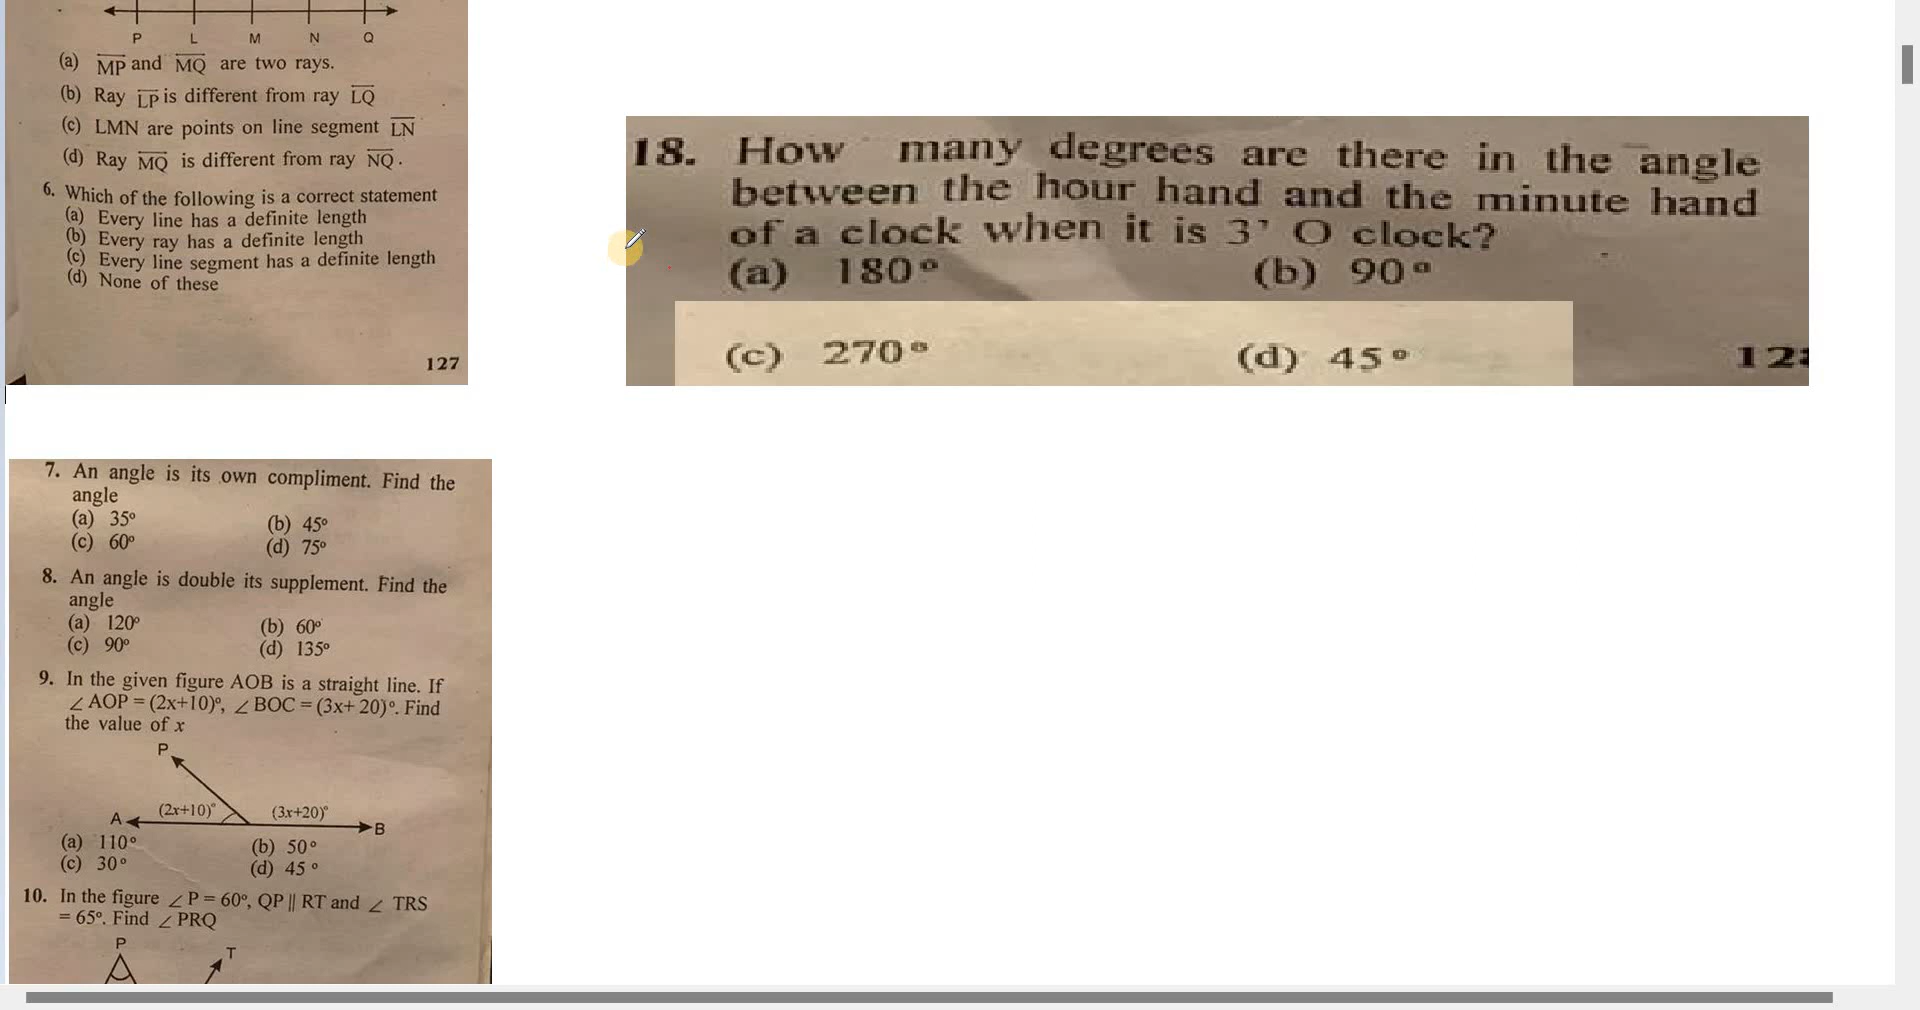 P L M N Q
(a) MP and MQ are two rays.
(b) Ray LP is different from ray LQ
(c) LMN are points on line segment LN
(d) Ray MQ is different from ray NQ.
6. Which of the following is a correct statement
(a) Every line has a definite length
(b) Every ray has a definite length
(c) Every line segment has a definite length
(d) None of these
127
18. How many degrees are there in the angle
between the hour hand and the minute hand
of a clock when it is 3' O clock?
(a) 180° (b) 90°
(c) 270° (d) 45°
7. An angle is its own compliment. Find the
angle
(a) 35° (b) 45°
(c) 60° (d) 75°
8. An angle is double its supplement. Find the
angle
(a) 120° (b) 60°
(c) 90° (d) 135°
9. In the given figure AOB is a straight line. If
∠AOP = (2x+10)°, ∠BOC = (3x+20)°. Find
the value of x
P
(2x+10)° (3x+20)°
A B
(a) 110° (b) 50°
(c) 30° (d) 45°
10. In the figure ∠P = 60°, QP || RT and ∠ TRS
= 65°. Find ∠PRQ
P T